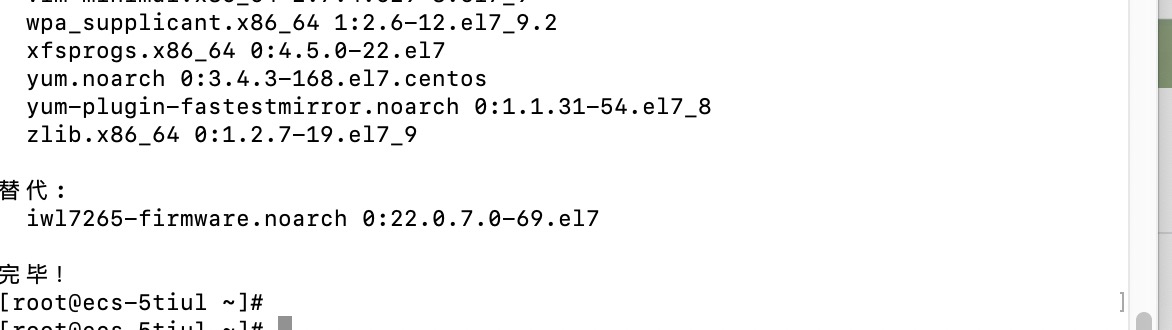 wpa_supplicant.x86_64 1:2.6-12.el7_9.2
xfsprogs.x86_64 0:4.5.0-22.el7
yum.noarch 0:3.4.3-168.el7.centos
yum-plugin-fastestmirror.noarch 0:1.1.31-54.el7_8
zlib.x86_64 0:1.2.7-19.el7_9
替代:
iwl7265-firmware.noarch 0:22.0.7.0-69.el7
完毕!
[root@ecs-5tiul ~]# ]
[root@ecs-5tiul ~]#